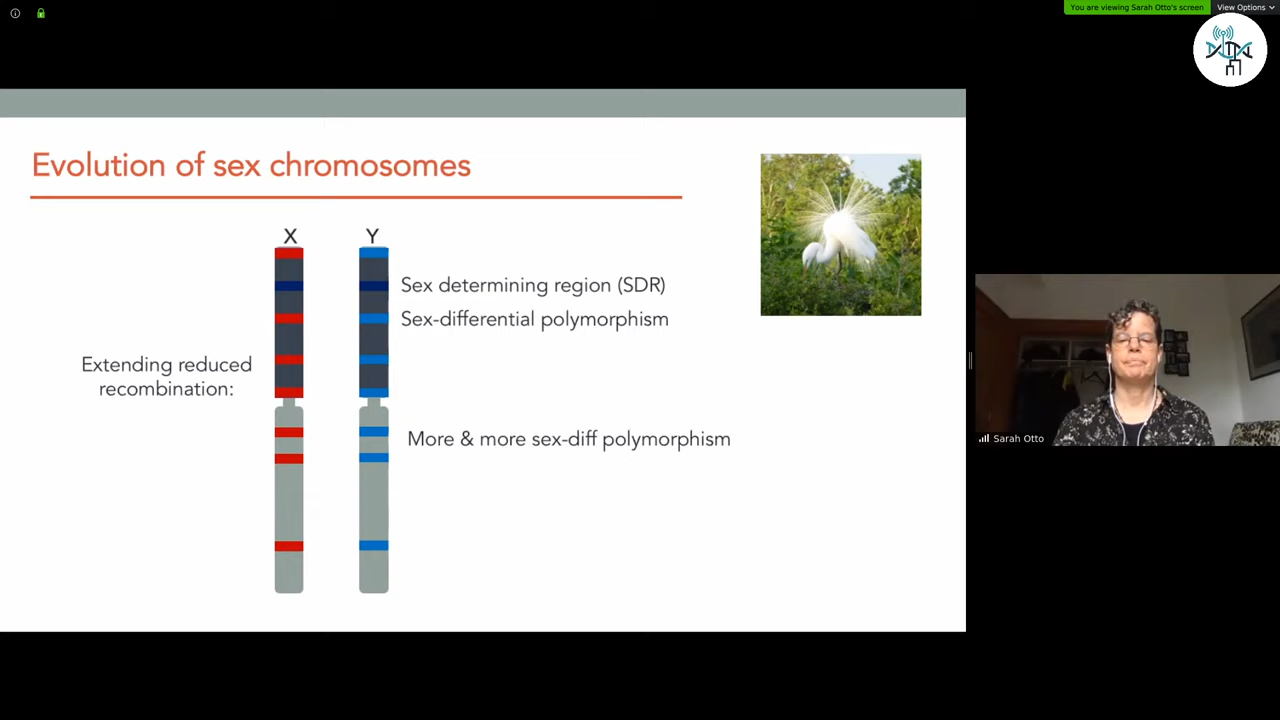 You are viewing Sarah Otto's screen
View Options
Evolution of sex chromosomes
X
Y
Sex determining region (SDR)
Sex-differential polymorphism
Extending reduced
recombination:
More & more sex-diff polymorphism
Sarah Otto